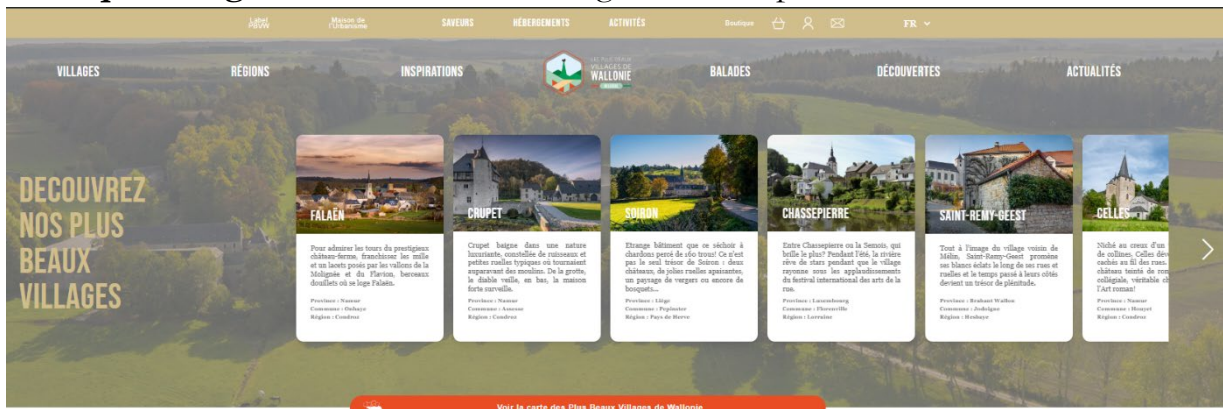 Label
PBVW
Maison de
l'Urbanisme
SAVEURS
HÉBERGEMENTS
ACTIVITÉS
Boutique
FR
VILLAGES
RÉGIONS
INSPIRATIONS
VILLAGES DE
WALLONIE
BALADES
DÉCOUVERTES
ACTUALITÉS
DECOUVREZ
NOS PLUS
BEAUX
VILLAGES
FALAËN
Pour admirer les tours du prestigieux
château-ferme, franchissez les mille
et un lacets posés par les vallons de la
Molignée et du Flavion, berceaux
douillets où se loge Falaën.
Province : Namur
Commune : Onhaye
Région : Condroz
CRUPET
Crupet baigne dans une nature
luxuriante, constellée de ruisseaux et
petites ruelles typiques où tournaient
auparavant des moulins. De la grotte,
le diable veille, en bas, la maison
forte surveille.
Province : Namur
Commune : Assesse
Région : Condroz
SOIRON
Etrange bâtiment que ce séchoir à
chardons percé de 160 trous! Ce n'est
pas le seul trésor de Soiron : deux
châteaux, de jolies ruelles apaisantes,
un paysage de vergers ou encore de
bosquets...
Province : Liège
Commune : Pepinster
Région : Pays de Herve
CHASSEPIERRE
Entre Chassepierre ou la Semois, qui
brille le plus? Pendant l'été, la rivière
rêve de stars pendant que le village
rayonne sous les applaudissements
du festival international des arts de la
rue.
Province : Luxembourg
Commune : Florenville
Région : Lorraine
SAINT-REMY-GEEST
Tout à l'image du village voisin de
Mélin, Saint-Remy-Geest promène
ses blancs éclats le long de ses rues et
ruelles et le temps passé à leurs côtés
devient un trésor de plénitude.
Province : Brabant Wallon
Commune : Jodoigne
Région : Hesbaye
CELLES
Niché au creux d'un
de collines, Celles dév
cachés au fil des rues.
château teinté de ro
collégiale, véritable ch
l'Art roman!
Province : Namur
Commune : Houyet
Région : Condroz
Voir la carte des Plus Beaux Villages de Wallonie